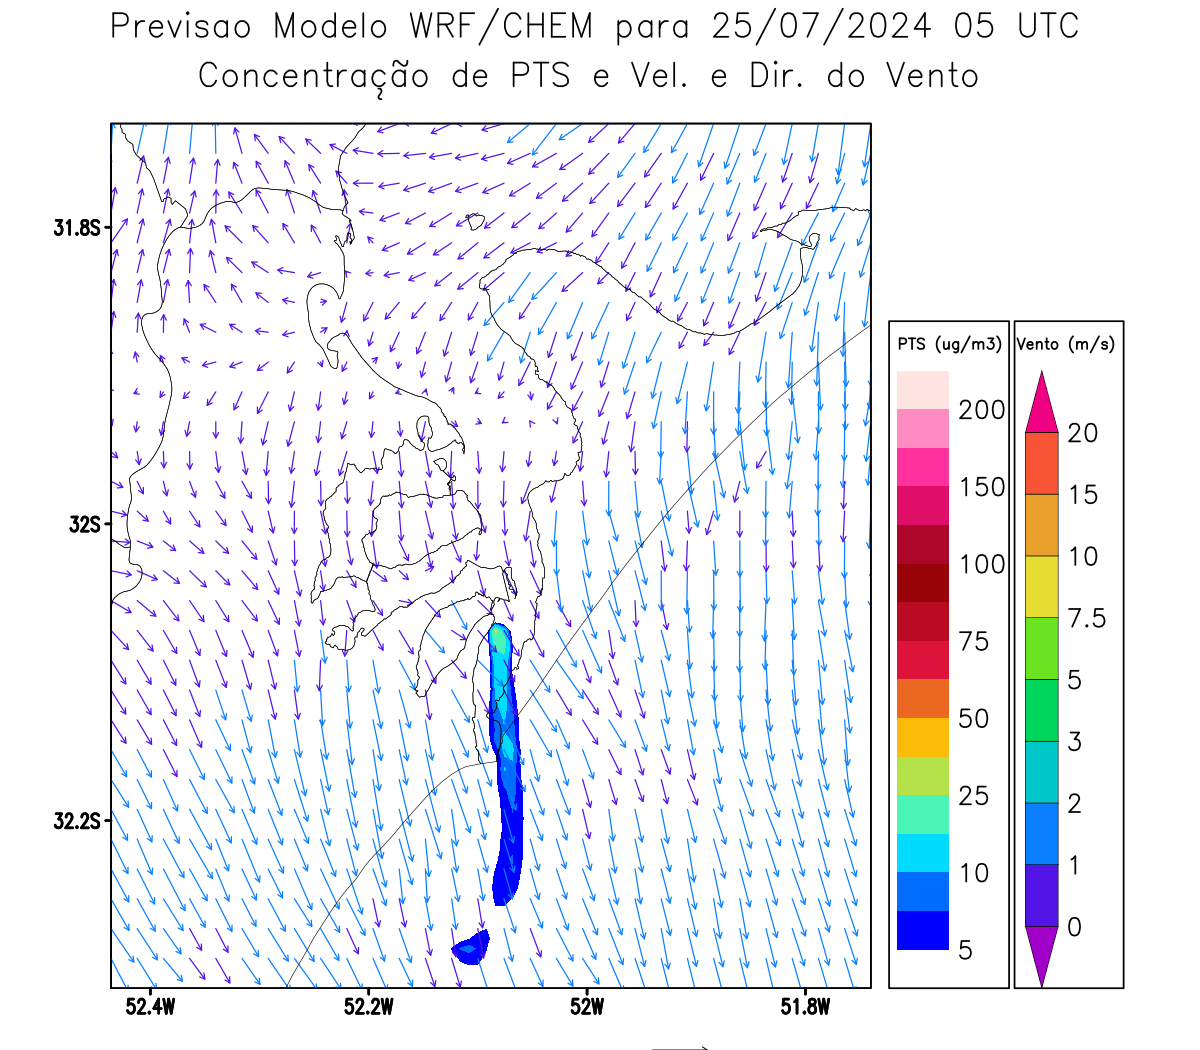 Previsao Modelo WRF/CHEM para 25/07/2024 05 UTC
Concentração de PTS e Vel. e Dir. do Vento
31.8S
32S
32.2S
52.4W
52.2W
52W
51.8W
PTS (ug/m3)
200
150
100
75
50
25
10
5
Vento (m/s)
20
15
10
7.5
5
3
2
1
0